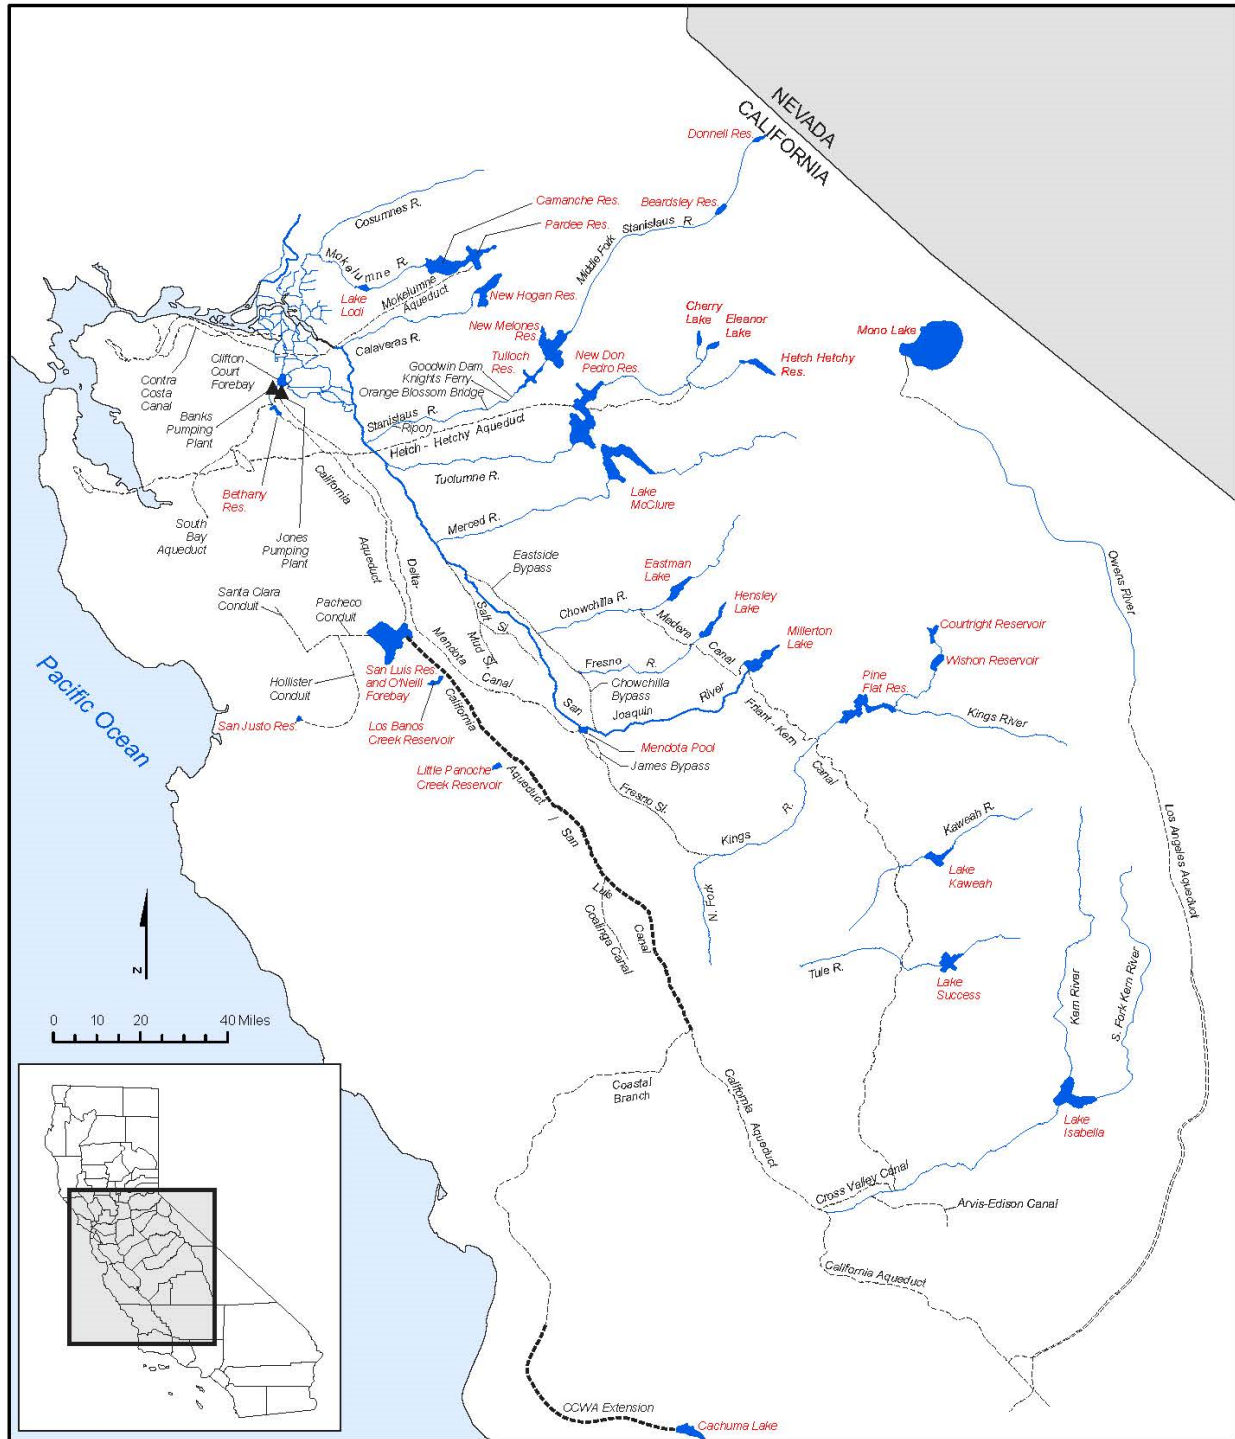 NEVADA
CALIFORNIA
Donnell Res.
Beardsley Res.
Stanislaus R.
Middle Fork
Cosumnes R.
Camanche Res.
Pardee Res.
Mokelumne R.
Mokelumne
Aqueduct
Lake
Lodi
New Hogan Res.
Calaveras R.
New Melones
Res.
Tulloch
Res.
New Don
Pedro Res.
Cherry
Lake
Eleanor
Lake
Hetch Hetchy
Res.
Mono Lake
Clifton
Court
Forebay
Contra
Costa
Canal
Banks
Pumping
Plant
Goodwin Dam
Knights Ferry
Orange Blossom Bridge
Stanislaus R.
Ripon
Hetch - Hetchy Aqueduct
Tuolumne R.
Lake
McClure
Merced R.
Bethany
Res.
South
Bay
Aqueduct
Jones
Pumping
Plant
California
Aqueduct
Delta-
Mendota
Canal
Eastside
Bypass
Salt Sl.
Mud Sl.
Santa Clara
Conduit
Pacheco
Conduit
Hollister
Conduit
San Justo Res.
San Luis Res.
and O'Neill
Forebay
Los Banos
Creek Reservoir
Little Panoche
Creek Reservoir
Chowchilla R.
Eastman
Lake
Hensley
Lake
Madera
Canal
Millerton
Lake
Fresno R.
Chowchilla
Bypass
San
Joaquin
River
Mendota Pool
James Bypass
Fresno Sl.
Friant - Kern
Canal
Courtright Reservoir
Wishon Reservoir
Pine
Flat Res.
Kings River
Kings R.
N. Fork
Owens River
Los Angeles Aqueduct
Pacific Ocean
California
Aqueduct / San
Luis
Canal
Coalinga Canal
Kaweah R.
Lake
Kaweah
Tule R.
Lake
Success
Kern River
S. Fork Kern River
Lake
Isabella
N
0 10 20 40 Miles
Coastal
Branch
California
Aqueduct
Cross Valley Canal
Arvis-Edison Canal
California Aqueduct
CCWA Extension
Cachuma Lake